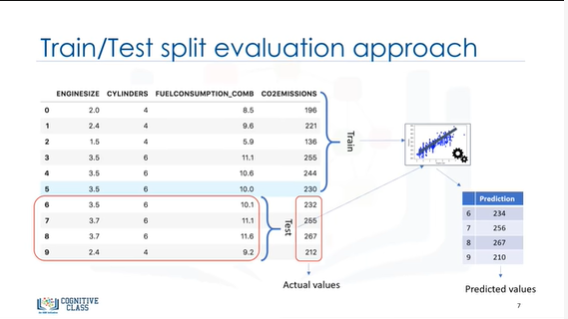 Train/Test split evaluation approach
ENGINESIZE CYLINDERS FUELCONSUMPTION_COMB CO2EMISSIONS
0 2.0 4 8.5 196
1 2.4 4 9.6 221
2 1.5 4 5.9 136
3 3.5 6 11.1 255
4 3.5 6 10.6 244
5 3.5 6 10.0 230
6 3.5 6 10.1 232
7 3.7 6 11.1 255
8 3.7 6 11.6 267
9 2.4 4 9.2 212
Train
Test
Actual values
Prediction
6 234
7 256
8 267
9 210
Predicted values
COGNITIVE
CLASS
7